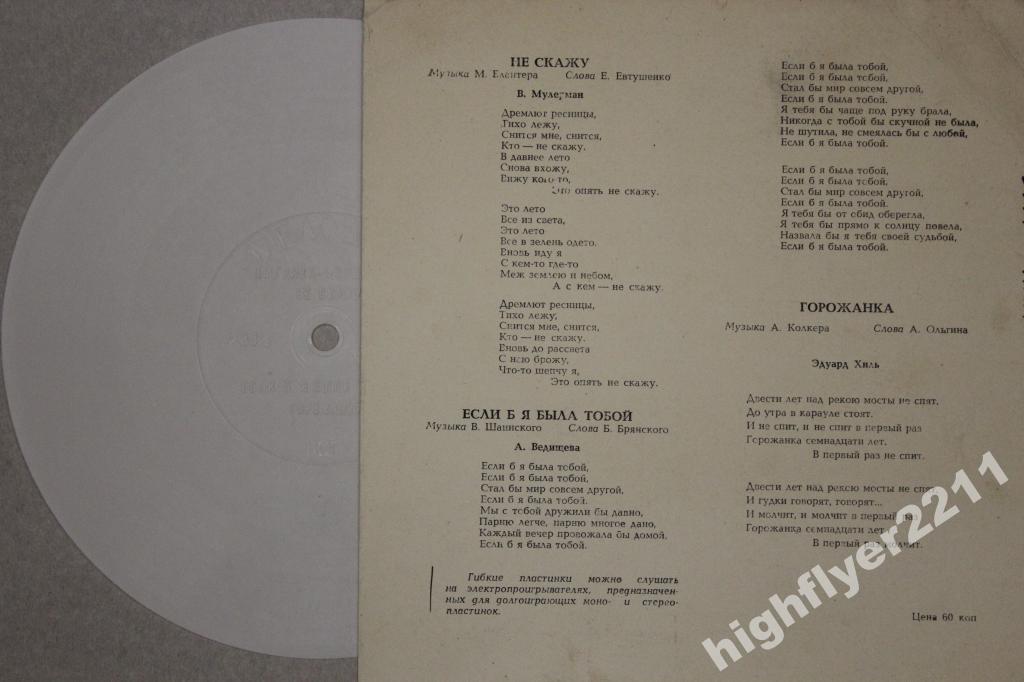 НЕ СКАЖУ
Музыка М. Елентера Слова Е. Евтушенко
В. Мулерман
Дремлют ресницы,
Тихо лежу,
Снится мне, снится,
Кто — не скажу.
В давнее лето
Снова вхожу,
Вижу кого-то,
Это опять не скажу.
Это лето
Все из света,
Это лето
Все в зелень одето.
Вновь иду я
С кем-то где-то
Меж землею и небом,
А с кем — не скажу.
Дремлют ресницы,
Тихо лежу,
Снится мне, снится,
Кто — не скажу.
Вновь до рассвета
С нею брожу,
Что-то шепчу я,
Это опять не скажу.
ЕСЛИ Б Я БЫЛА ТОБОЙ
Музыка В. Шаинского Слова Б. Брянского
А. Ведищева
Если б я была тобой,
Если б я была тобой,
Стал бы мир совсем другой,
Если б я была тобой.
Мы с тобой дружили бы давно,
Парню легче, парню многое дано,
Каждый вечер провожала бы домой,
Если б я была тобой.
Гибкие пластинки можно слушать
на электропроигрывателях, предназначен-
ных для долгоиграющих моно- и стерео-
пластинок.
Если б я была тобой,
Если б я была тобой,
Стал бы мир совсем другой,
Если б я была тобой.
Я тебя бы чаще под руку брала,
Никогда с тобой бы скучной не была,
Не шутила, не смеялась бы с любой,
Если б я была тобой.
Если б я была тобой,
Если б я была тобой,
Стал бы мир совсем другой,
Если б я была тобой.
Я тебя бы от обид оберегла,
Я тебя бы прямо к солнцу повела,
Назвала бы я тебя своей судьбой,
Если б я была тобой.
ГОРОЖАНКА
Музыка А. Колкера Слова А. Ольгина
Эдуард Хиль
Двести лет над рекою мосты не спят,
До утра в карауле стоят.
И не спит, и не спит в первый раз
Горожанка семнадцати лет.
В первый раз не спит.
Двести лет над рекою мосты не спят
И гудки говорят, говорят...
И молчит, и молчит в первый раз
Горожанка семнадцати лет
В первый раз молчит.
Цена 60 коп
highflyer2211